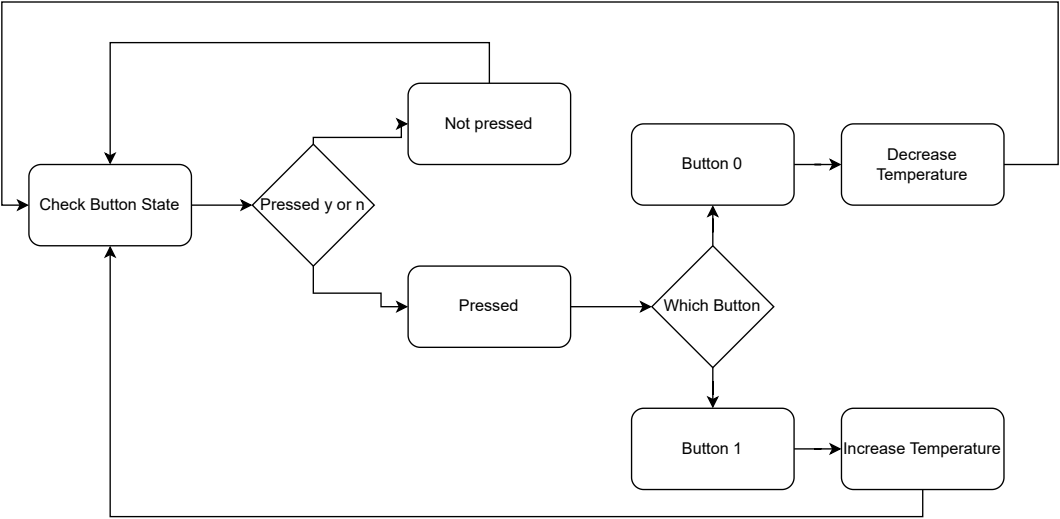 Not pressed
Button 0
Decrease
Temperature
Check Button State
Pressed y or n
Pressed
Which Button
Button 1
Increase Temperature